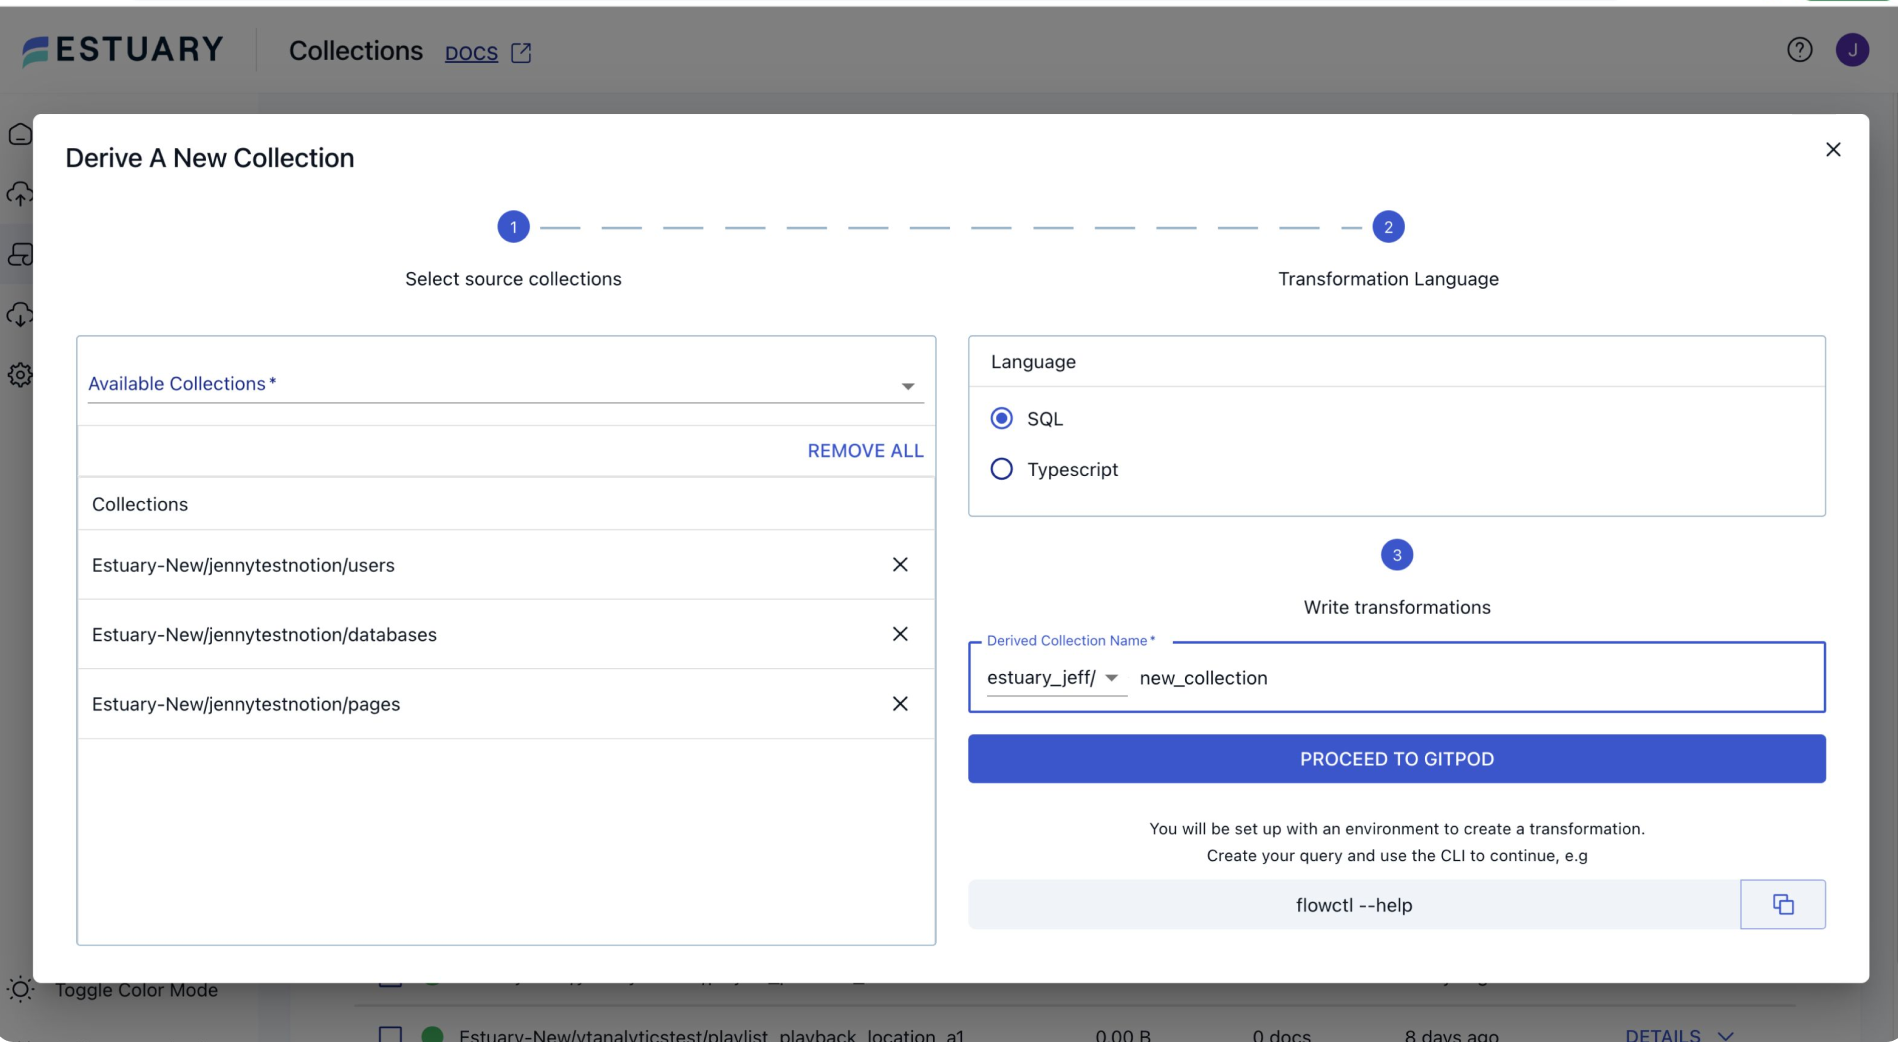 ESTUARY
Collections DOCS
J
Derive A New Collection
1
2
Select source collections
Transformation Language
Available Collections *
REMOVE ALL
Collections
Estuary-New/jennytestnotion/users
Estuary-New/jennytestnotion/databases
Estuary-New/jennytestnotion/pages
Language
SQL
Typescript
3
Write transformations
Derived Collection Name *
estuary_jeff/ new_collection
PROCEED TO GITPOD
You will be set up with an environment to create a transformation.
Create your query and use the CLI to continue, e.g
flowctl --help
Toggle Color Mode
Estuary-New/ytanalyticstest/playlist_playback_location_a1 0.00 B 0 docs 8 days ago DETAILS